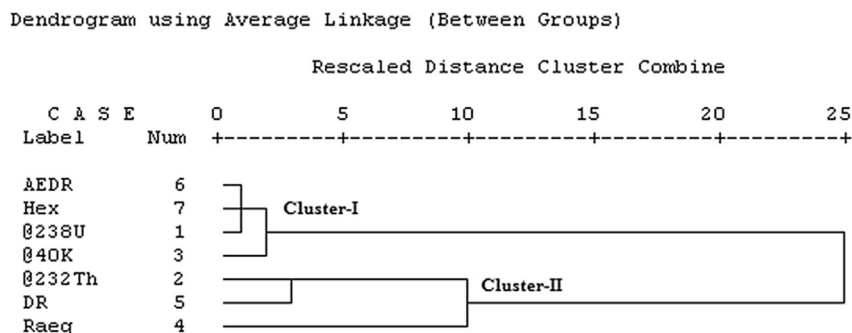 Dendrogram using Average Linkage (Between Groups)
Rescaled Distance Cluster Combine
C A S E 0 5 10 15 20 25
Label Num +---------+---------+---------+---------+---------+
AEDR 6
Hex 7 Cluster-I
@238U 1
@40K 3
@232Th 2 Cluster-II
DR 5
Raeq 4